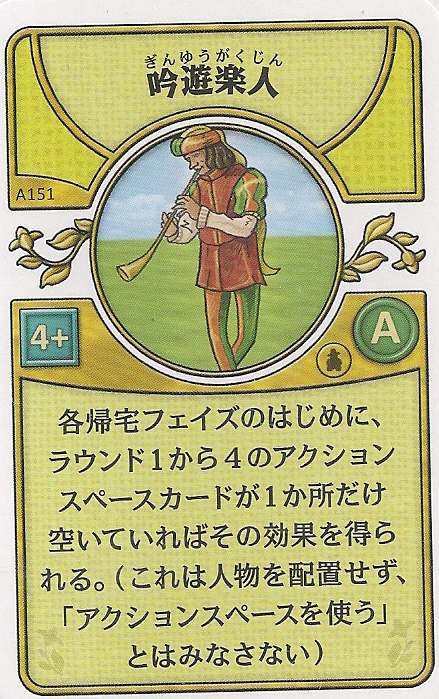 ぎんゆうがくじん
吟遊楽人
A151
4+
A
各帰宅フェイズのはじめに、
ラウンド1から4のアクション
スペースカードが1か所だけ
空いていればその効果を得ら
れる。（これは人物を配置せず、
「アクションスペースを使う」
とはみなさない）